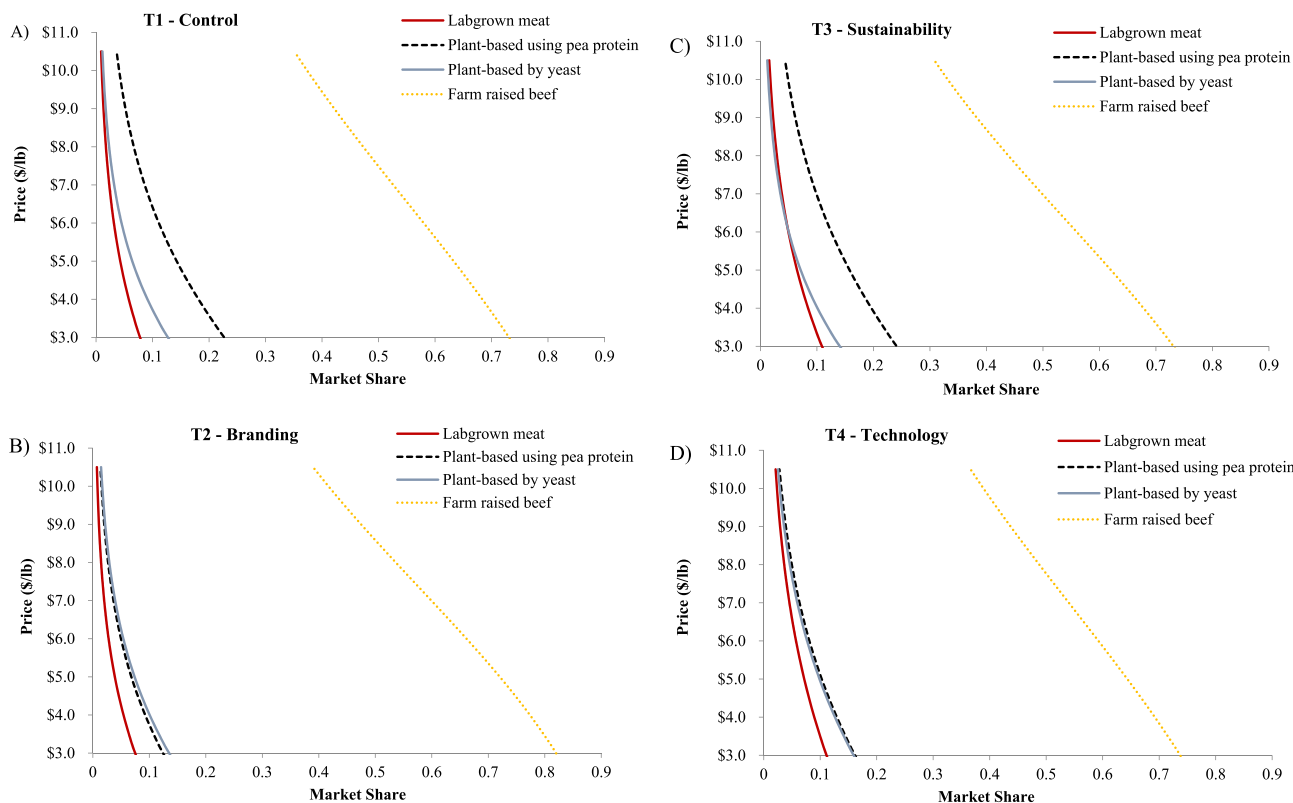 A)
T1 - Control
Labgrown meat
Plant-based using pea protein
Plant-based by yeast
Farm raised beef
Price ($/lb)
$11.0
$10.0
$9.0
$8.0
$7.0
$6.0
$5.0
$4.0
$3.0
0 0.1 0.2 0.3 0.4 0.5 0.6 0.7 0.8 0.9
Market Share
C)
T3 - Sustainability
Labgrown meat
Plant-based using pea protein
Plant-based by yeast
Farm raised beef
Price ($/lb)
$11.0
$10.0
$9.0
$8.0
$7.0
$6.0
$5.0
$4.0
$3.0
0 0.1 0.2 0.3 0.4 0.5 0.6 0.7 0.8 0.9
Market Share
B)
T2 - Branding
Labgrown meat
Plant-based using pea protein
Plant-based by yeast
Farm raised beef
Price ($/lb)
$11.0
$10.0
$9.0
$8.0
$7.0
$6.0
$5.0
$4.0
$3.0
0 0.1 0.2 0.3 0.4 0.5 0.6 0.7 0.8 0.9
Market Share
D)
T4 - Technology
Labgrown meat
Plant-based using pea protein
Plant-based by yeast
Farm raised beef
Price ($/lb)
$11.0
$10.0
$9.0
$8.0
$7.0
$6.0
$5.0
$4.0
$3.0
0 0.1 0.2 0.3 0.4 0.5 0.6 0.7 0.8 0.9
Market Share